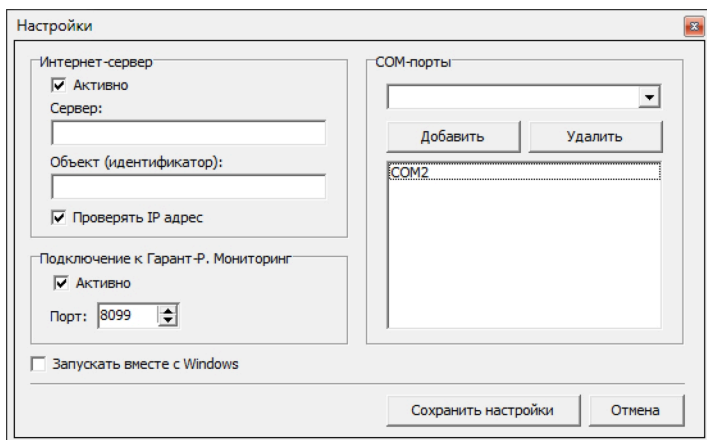 Настройки
Интернет-сервер
Активно
Сервер:
Объект (идентификатор):
Проверять IP адрес
Подключение к Гарант-Р. Мониторинг
Активно
Порт: 8099
Запускать вместе с Windows
COM-порты
Добавить Удалить
COM2
Сохранить настройки Отмена